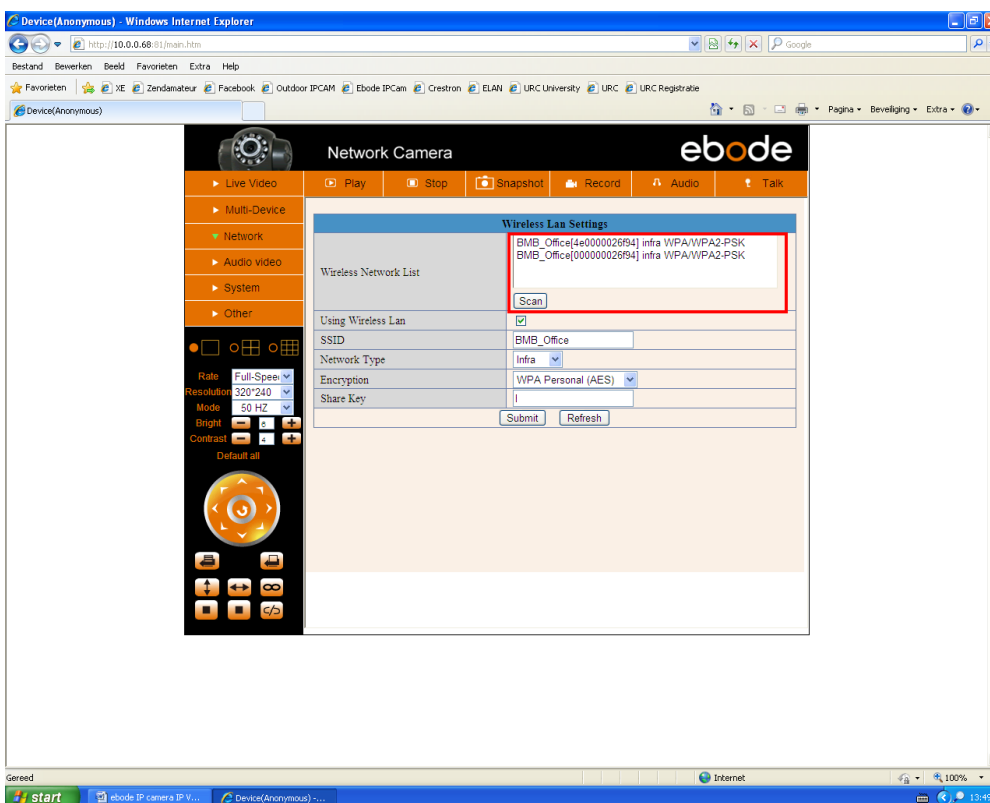 Device(Anonymous) - Windows Internet Explorer
http://10.0.0.68:81/main.htm
Google
Bestand Bewerken Beeld Favorieten Extra Help
Favorieten XE Zendamateur Facebook Outdoor IPCAM Ebode IPCam Crestron ELAN URC University URC URC Registratie
Device(Anonymous)
Pagina Beveiliging Extra
Network Camera
ebode
Live Video
Play Stop Snapshot Record Audio Talk
Multi-Device
Network
Audio video
System
Other
Wireless Lan Settings
Wireless Network List
BMB_Office[4e0000026f94] infra WPA/WPA2-PSK
BMB_Office[000000026f94] infra WPA/WPA2-PSK
Scan
Using Wireless Lan
SSID BMB_Office
Network Type Infra
Encryption WPA Personal (AES)
Share Key
Submit Refresh
Rate Full-Spee
Resolution 320*240
Mode 50 HZ
Bright 6
Contrast 4
Default all
Gereed
Internet
100%
start
ebode IP camera IP V...
Device(Anonymous) -...
13:49